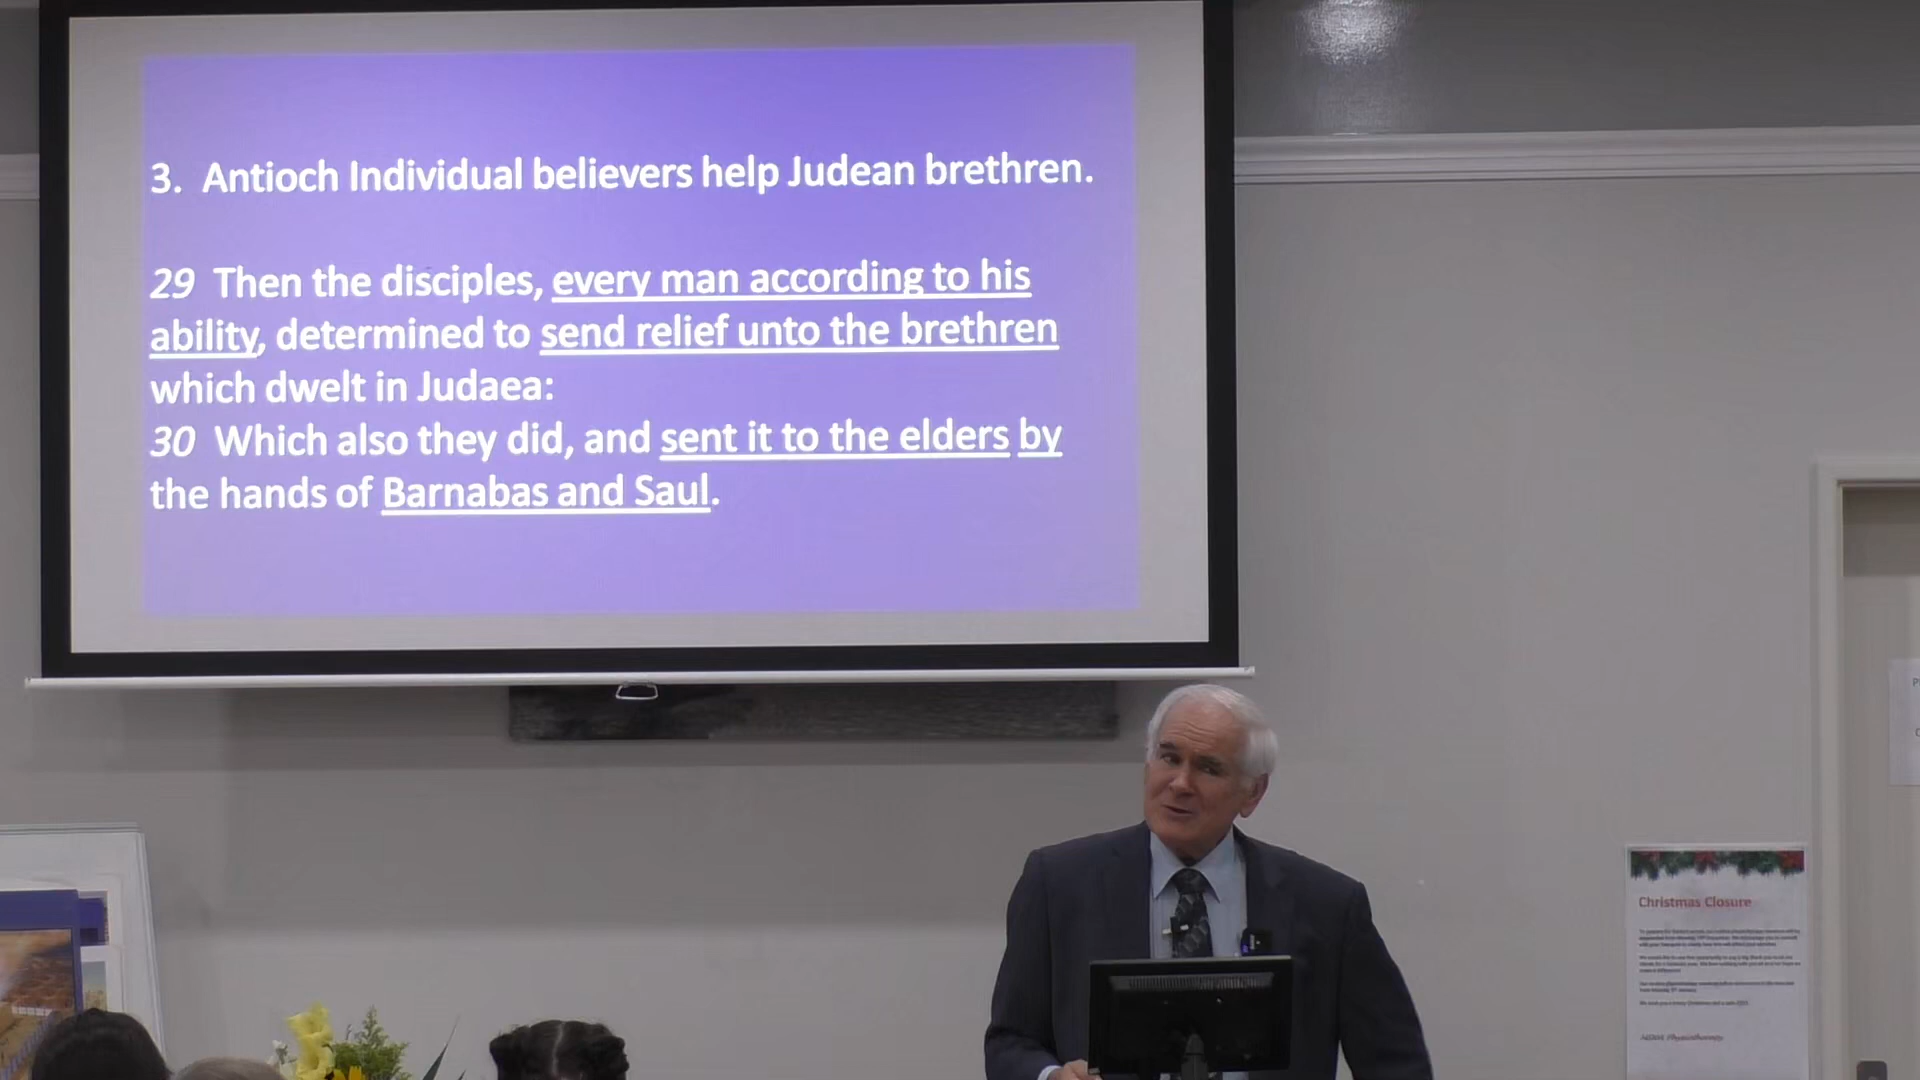 3. Antioch Individual believers help Judean brethren.
29 Then the disciples, every man according to his
ability, determined to send relief unto the brethren
which dwelt in Judaea:
30 Which also they did, and sent it to the elders by
the hands of Barnabas and Saul.
Christmas Closure